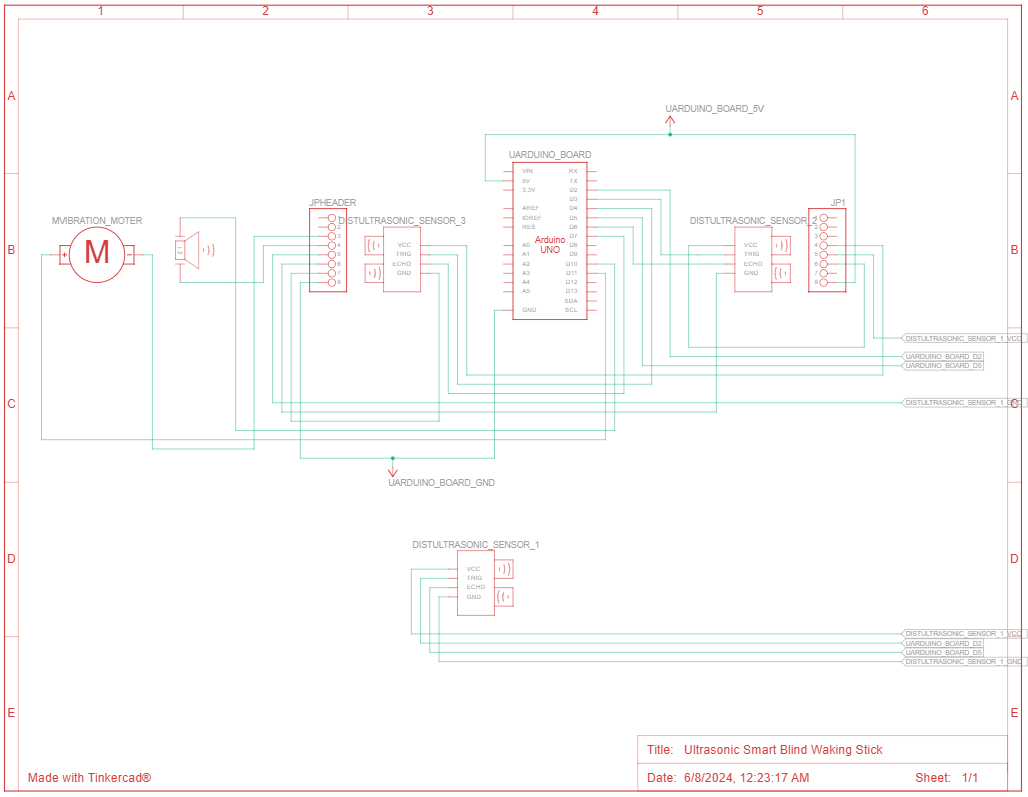 1 2 3 4 5 6
A A
UARDUINO_BOARD_5V
UARDUINO_BOARD
VIN RX
5V TX
3.3V D2
D3
AREF D4
IOREF D5
RES D6
D7
A0 D8
A1 D9
A2 D10
A3 D11
A4 D12
A5 D13
SDA
GND SCL
Arduino
UNO
JPHEADER
1
2
3
4
5
6
7
8
DISTULTRASONIC_SENSOR_3
VCC
TRIG
ECHO
GND
MVIBRATION_MOTER
+ M -
B B
DISTULTRASONIC_SENSOR_2
VCC
TRIG
ECHO
GND
JP1
1
2
3
4
5
6
7
8
DISTULTRASONIC_SENSOR_1_VCC
UARDUINO_BOARD_D2
UARDUINO_BOARD_D5
DISTULTRASONIC_SENSOR_1_GND
C C
UARDUINO_BOARD_GND
DISTULTRASONIC_SENSOR_1
D D
VCC
TRIG
ECHO
GND
DISTULTRASONIC_SENSOR_1_VCC
UARDUINO_BOARD_D2
UARDUINO_BOARD_D5
DISTULTRASONIC_SENSOR_1_GND
E E
Title: Ultrasonic Smart Blind Waking Stick
Made with Tinkercad®
Date: 6/8/2024, 12:23:17 AM Sheet: 1/1